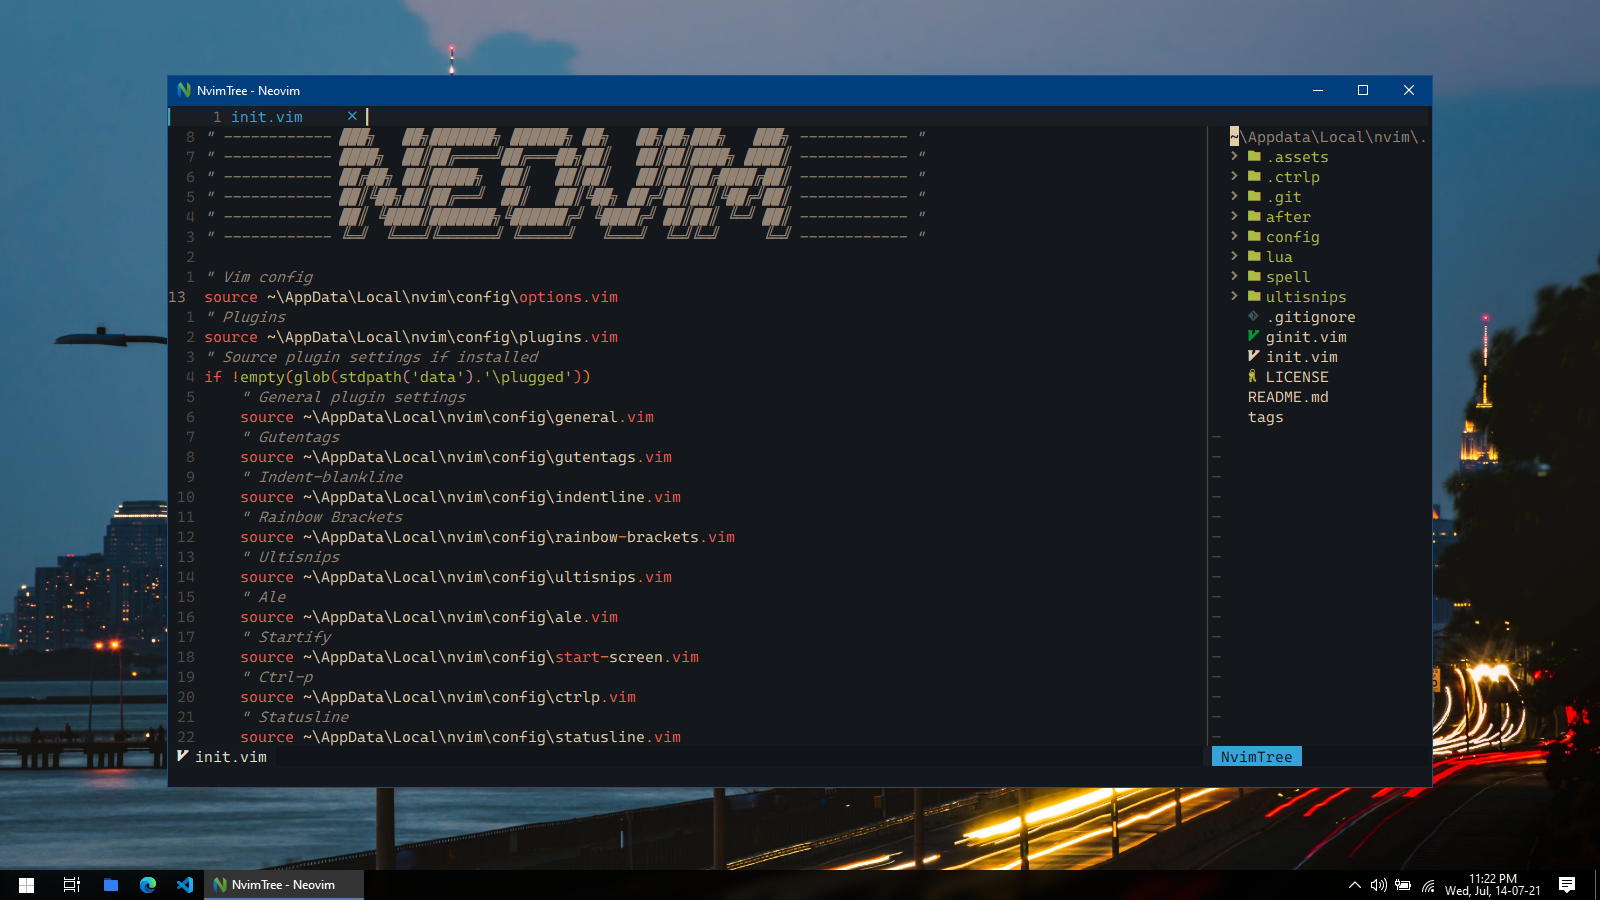 NvimTree - Neovim
1 init.vim ×
8 " ------------ ------------ "
7 " ------------ ------------ "
6 " ------------ ------------ "
5 " ------------ NEOVIM ------------ "
4 " ------------ ------------ "
3 " ------------ ------------ "
2
1 " Vim config
13 source ~\AppData\Local\nvim\config\options.vim
1 " Plugins
2 source ~\AppData\Local\nvim\config\plugins.vim
3 " Source plugin settings if installed
4 if !empty(glob(stdpath('data').'\plugged'))
5 " General plugin settings
6 source ~\AppData\Local\nvim\config\general.vim
7 " Gutentags
8 source ~\AppData\Local\nvim\config\gutentags.vim
9 " Indent-blankline
10 source ~\AppData\Local\nvim\config\indentline.vim
11 " Rainbow Brackets
12 source ~\AppData\Local\nvim\config\rainbow-brackets.vim
13 " Ultisnips
14 source ~\AppData\Local\nvim\config\ultisnips.vim
15 " Ale
16 source ~\AppData\Local\nvim\config\ale.vim
17 " Startify
18 source ~\AppData\Local\nvim\config\start-screen.vim
19 " Ctrl-p
20 source ~\AppData\Local\nvim\config\ctrlp.vim
21 " Statusline
22 source ~\AppData\Local\nvim\config\statusline.vim
init.vim
~\Appdata\Local\nvim\.
.assets
.ctrlp
.git
after
config
lua
spell
ultisnips
.gitignore
ginit.vim
init.vim
LICENSE
README.md
tags
NvimTree
NvimTree - Neovim
11:22 PM
Wed, Jul, 14-07-21